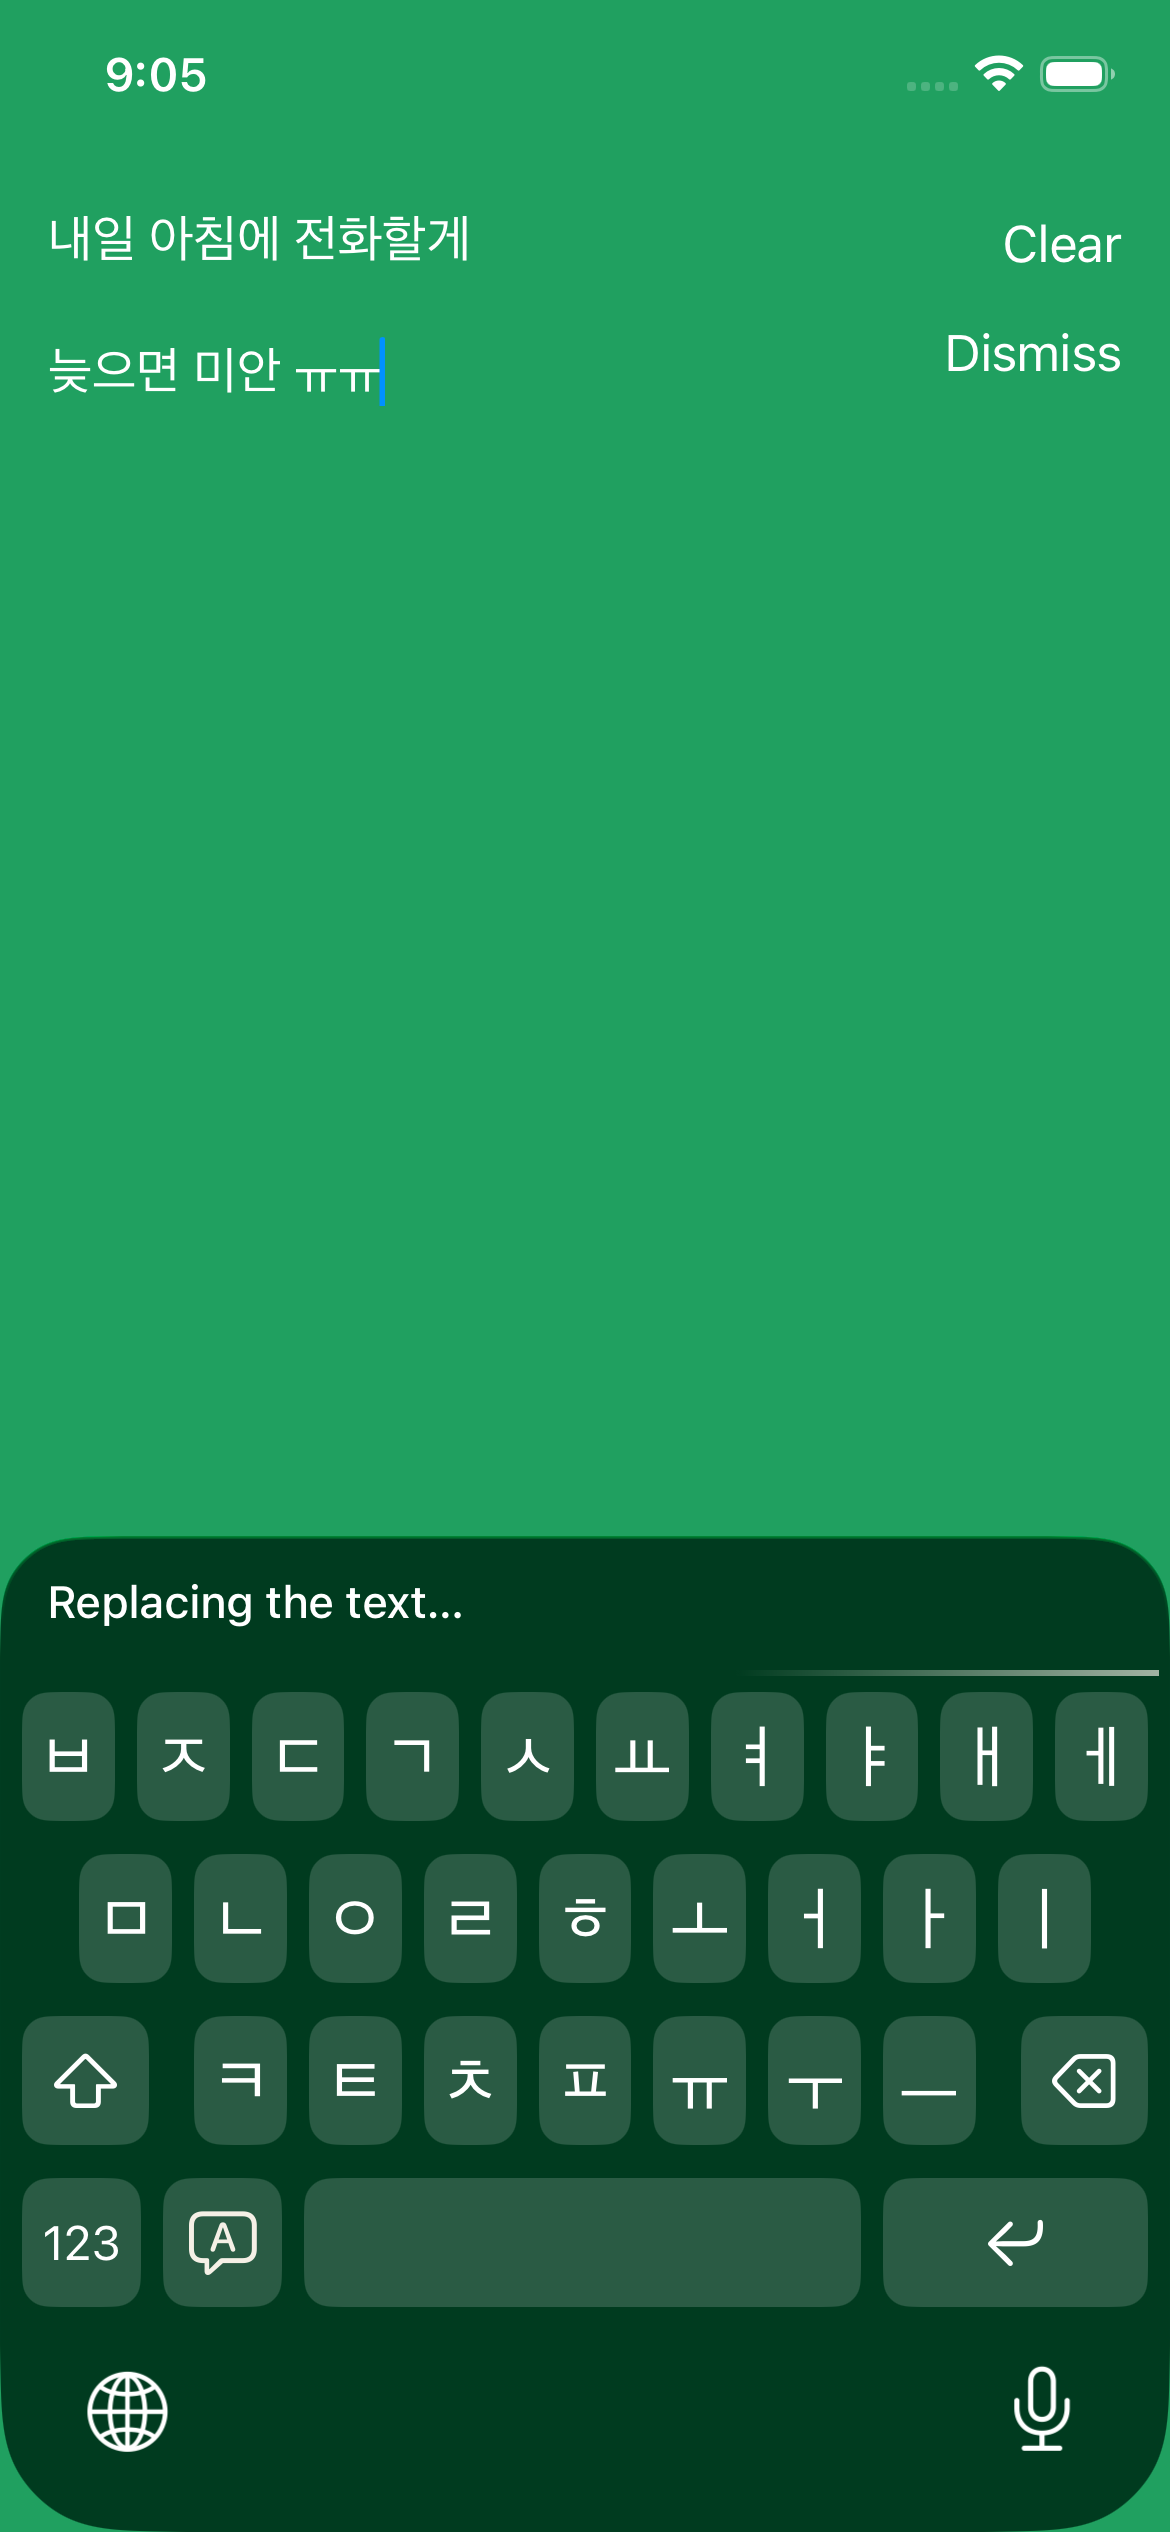 9:05
내일 아침에 전화할게
Clear
늦으면 미안 ㅠㅠ
Dismiss
Replacing the text...
ㅂ ㅈ ㄷ ㄱ ㅅ ㅛ ㅕ ㅑ ㅐ ㅔ
ㅁ ㄴ ㅇ ㄹ ㅎ ㅗ ㅓ ㅏ ㅣ
ㅋ ㅌ ㅊ ㅍ ㅠ ㅜ ㅡ
123 A